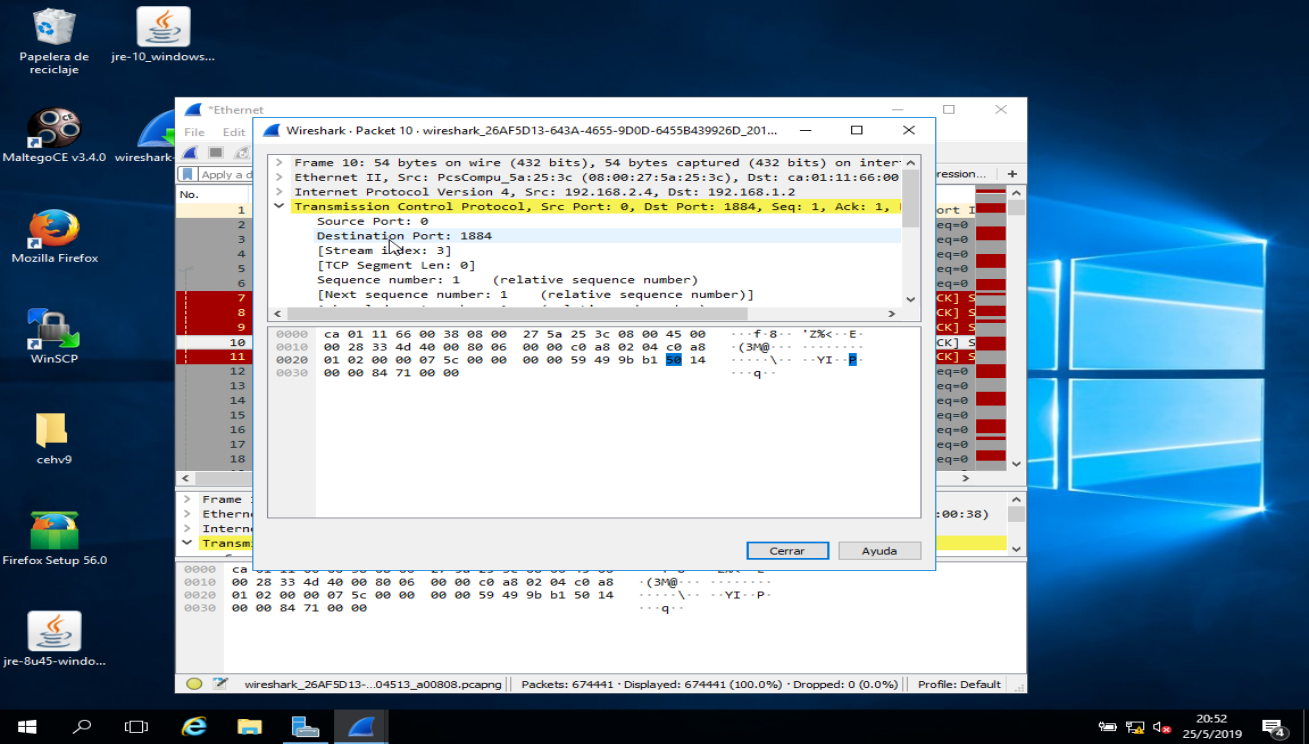 Papelera de
reciclaje
jre-10_windows...
MaltegoCE v3.4.0
wireshark-
Mozilla Firefox
WinSCP
cehv9
Firefox Setup 56.0
jre-8u45-windo...
*Ethernet
File Edit
Apply a d
ression... +
No.
1
2
3
4
5
6
7
8
9
10
11
12
13
14
15
16
17
18
ort I
eq=0
eq=0
eq=0
eq=0
eq=0
CK] S
CK] S
CK] S
CK] S
CK] S
eq=0
eq=0
eq=0
eq=0
eq=0
eq=0
eq=0
Wireshark · Packet 10 · wireshark_26AF5D13-643A-4655-9D0D-6455B439926D_201...
Frame 10: 54 bytes on wire (432 bits), 54 bytes captured (432 bits) on inter
Ethernet II, Src: PcsCompu_5a:25:3c (08:00:27:5a:25:3c), Dst: ca:01:11:66:00
Internet Protocol Version 4, Src: 192.168.2.4, Dst: 192.168.1.2
Transmission Control Protocol, Src Port: 0, Dst Port: 1884, Seq: 1, Ack: 1,
Source Port: 0
Destination Port: 1884
[Stream index: 3]
[TCP Segment Len: 0]
Sequence number: 1 (relative sequence number)
[Next sequence number: 1 (relative sequence number)]
0000 ca 01 11 66 00 38 08 00 27 5a 25 3c 08 00 45 00 ···f·8·· 'Z%<··E·
0010 00 28 33 4d 40 00 80 06 00 00 c0 a8 02 04 c0 a8 ·(3M@··· ········
0020 01 02 00 00 07 5c 00 00 00 00 59 49 9b b1 50 14 ·····\·· ··YI··P·
0030 00 00 84 71 00 00 ···q··
Cerrar
Ayuda
Frame
Ethern
Intern
Transm
:00:38)
0000 ca 01 11 66 00 38 08 00 27 5a 25 3c 08 00 45 00
0010 00 28 33 4d 40 00 80 06 00 00 c0 a8 02 04 c0 a8 ·(3M@··· ········
0020 01 02 00 00 07 5c 00 00 00 00 59 49 9b b1 50 14 ·····\·· ··YI··P·
0030 00 00 84 71 00 00 ···q··
wireshark_26AF5D13-...04513_a00808.pcapng
Packets: 674441 · Displayed: 674441 (100.0%) · Dropped: 0 (0.0%)
Profile: Default
20:52
25/5/2019
4